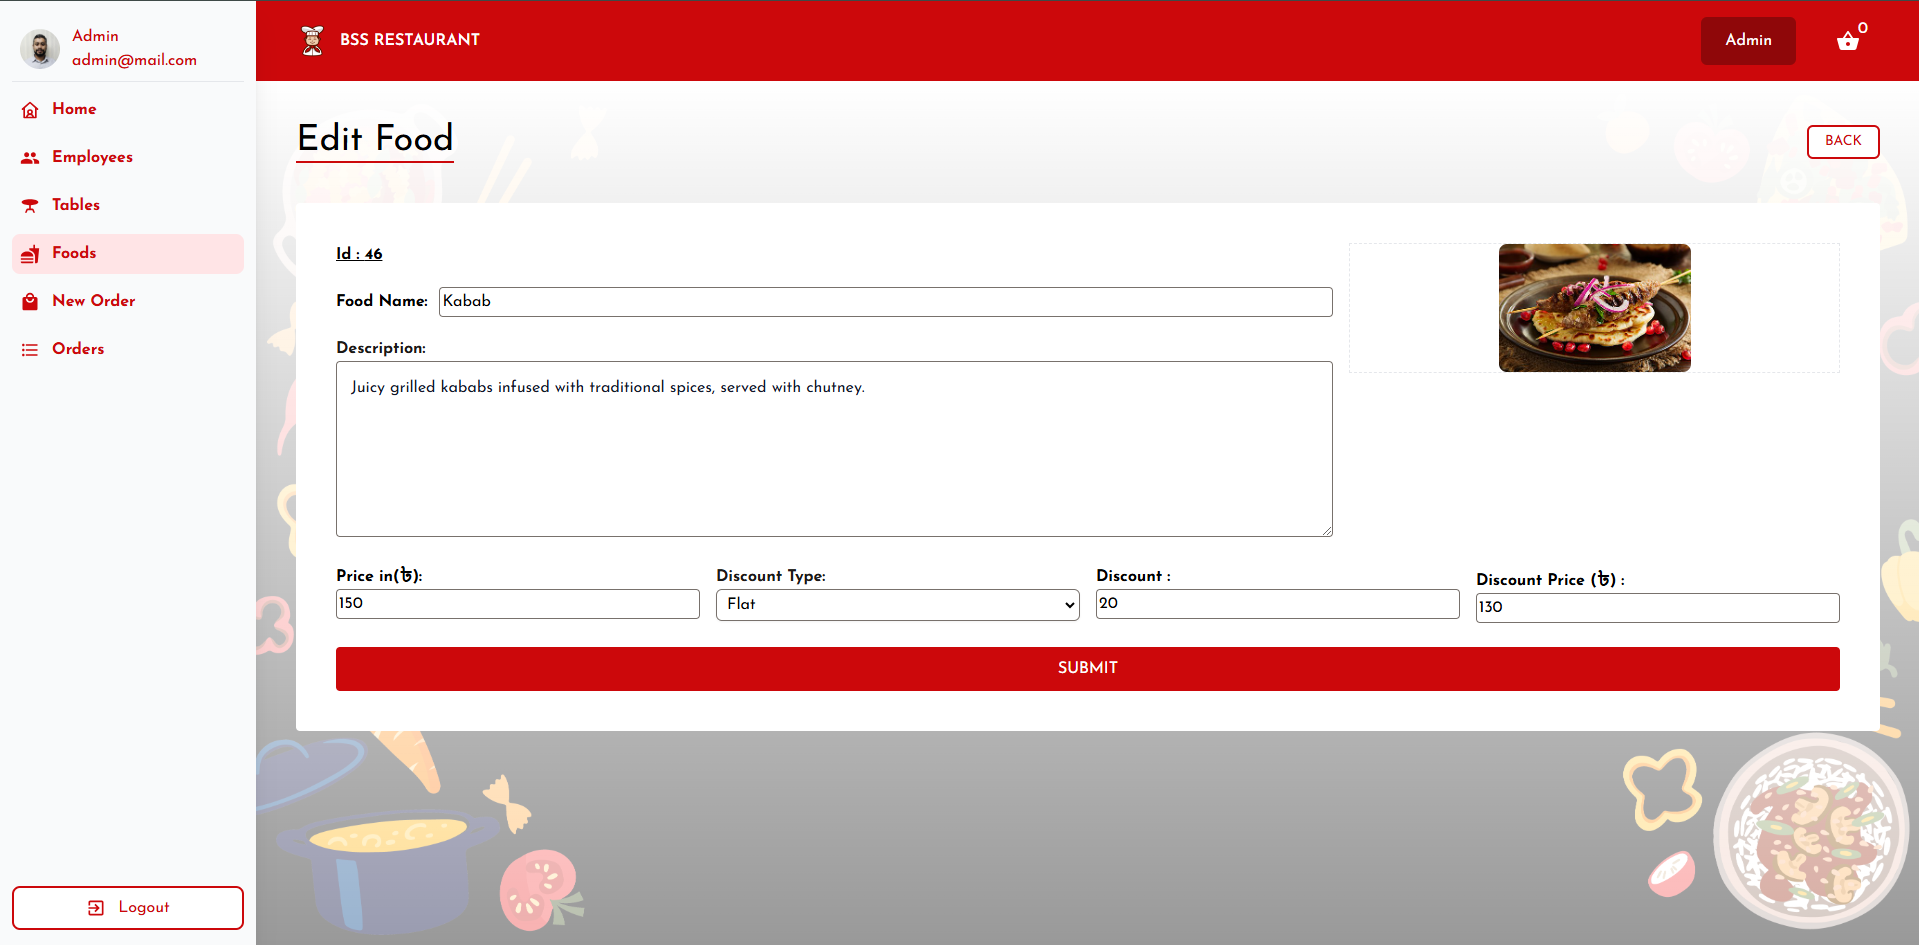 Admin
admin@mail.com
Home
Employees
Tables
Foods
New Order
Orders
Logout
BSS RESTAURANT
Admin
0
Edit Food
BACK
Id : 46
Food Name: Kabab
Description:
Juicy grilled kababs infused with traditional spices, served with chutney.
Price in(৳):
150
Discount Type:
Flat
Discount :
20
Discount Price (৳) :
130
SUBMIT